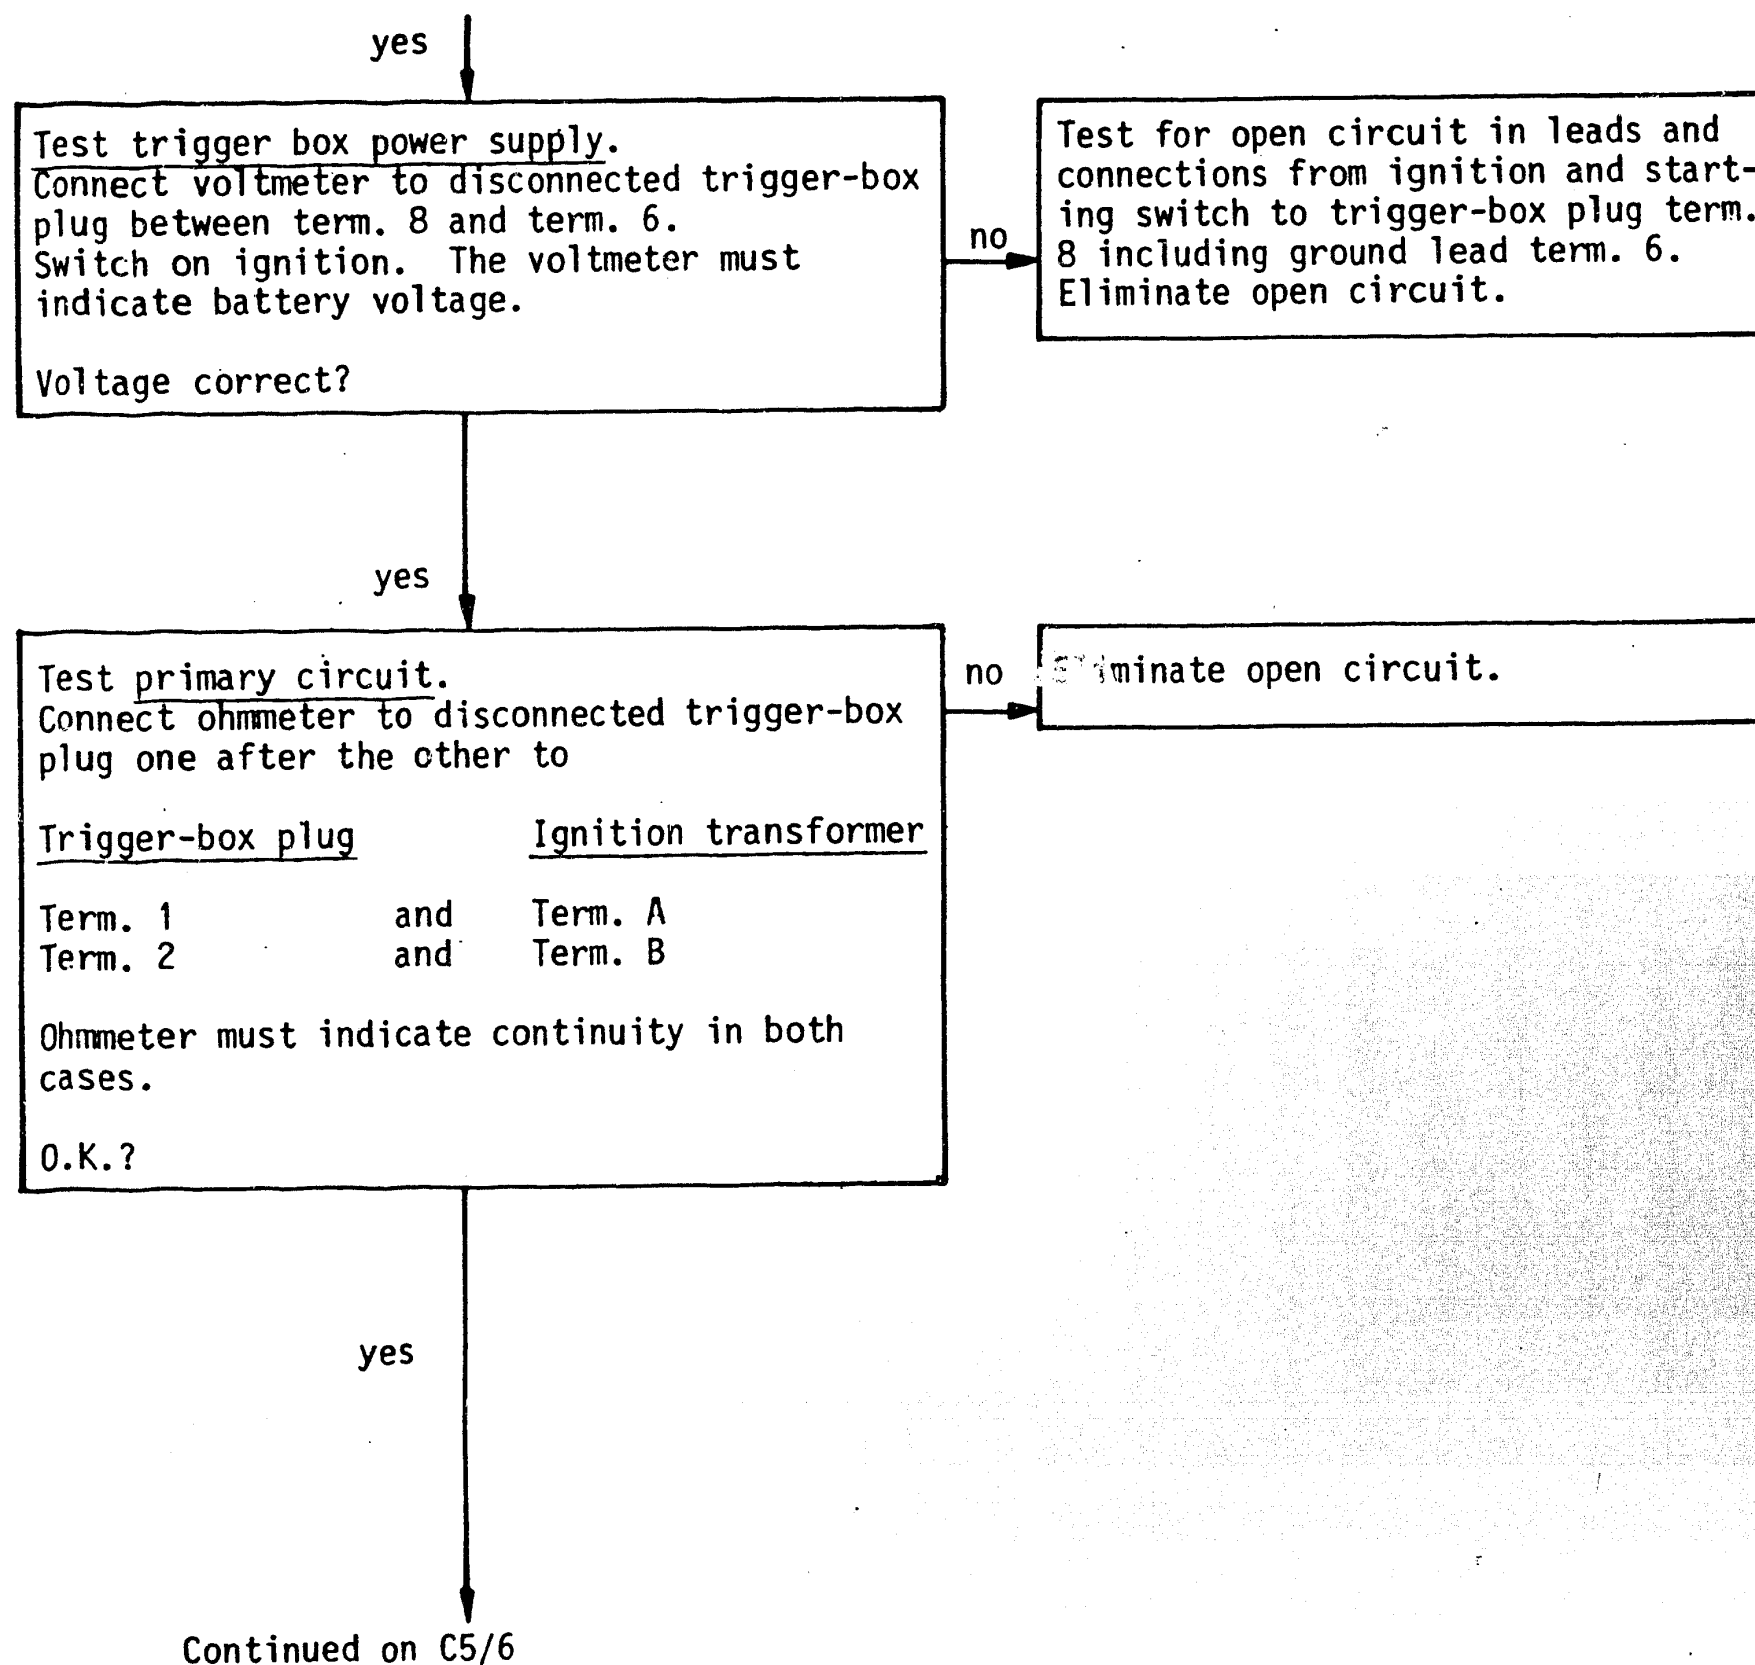 yes
Test trigger box power supply.
Connect voltmeter to disconnected trigger-box
plug between term. 8 and term. 6.
Switch on ignition. The voltmeter must
indicate battery voltage.
Voltage correct?
no
Test for open circuit in leads and
connections from ignition and start-
ing switch to trigger-box plug term.
8 including ground lead term. 6.
Eliminate open circuit.
yes
Test primary circuit.
Connect ohmmeter to disconnected trigger-box
plug one after the other to
Trigger-box plug Ignition transformer
Term. 1 and Term. A
Term. 2 and Term. B
Ohmmeter must indicate continuity in both
cases.
O.K.?
no
Eliminate open circuit.
yes
Continued on C5/6